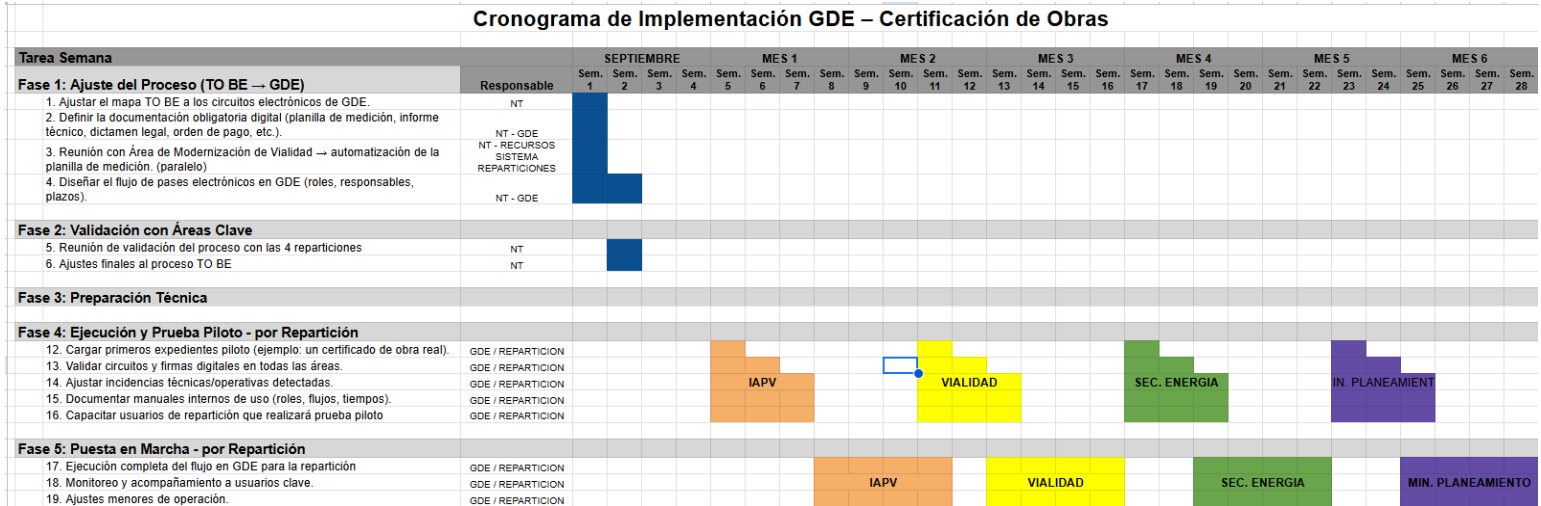 Cronograma de Implementación GDE – Certificación de Obras
Tarea Semana SEPTIEMBRE MES 1 MES 2 MES 3 MES 4 MES 5 MES 6
Fase 1: Ajuste del Proceso (TO BE → GDE) Responsable Sem. 1 Sem. 2 Sem. 3 Sem. 4 Sem. 5 Sem. 6 Sem. 7 Sem. 8 Sem. 9 Sem. 10 Sem. 11 Sem. 12 Sem. 13 Sem. 14 Sem. 15 Sem. 16 Sem. 17 Sem. 18 Sem. 19 Sem. 20 Sem. 21 Sem. 22 Sem. 23 Sem. 24 Sem. 25 Sem. 26 Sem. 27 Sem. 28
1. Ajustar el mapa TO BE a los circuitos electrónicos de GDE. NT
2. Definir la documentación obligatoria digital (planilla de medición, informe
técnico, dictamen legal, orden de pago, etc.). NT - GDE
3. Reunión con Área de Modernización de Vialidad → automatización de la
planilla de medición. (paralelo)
NT - RECURSOS
SISTEMA
REPARTICIONES
4. Diseñar el flujo de pases electrónicos en GDE (roles, responsables,
plazos). NT - GDE
Fase 2: Validación con Áreas Clave
5. Reunión de validación del proceso con las 4 reparticiones NT
6. Ajustes finales al proceso TO BE NT
Fase 3: Preparación Técnica
Fase 4: Ejecución y Prueba Piloto - por Repartición
12. Cargar primeros expedientes piloto (ejemplo: un certificado de obra real). GDE / REPARTICION
13. Validar circuitos y firmas digitales en todas las áreas. GDE / REPARTICION
14. Ajustar incidencias técnicas/operativas detectadas. GDE / REPARTICION IAPV VIALIDAD SEC. ENERGIA IN. PLANEAMIENT
15. Documentar manuales internos de uso (roles, flujos, tiempos). GDE / REPARTICION
16. Capacitar usuarios de repartición que realizará prueba piloto GDE / REPARTICION
Fase 5: Puesta en Marcha - por Repartición
17. Ejecución completa del flujo en GDE para la repartición GDE / REPARTICION
18. Monitoreo y acompañamiento a usuarios clave. GDE / REPARTICION IAPV VIALIDAD SEC. ENERGIA MIN. PLANEAMIENTO
19. Ajustes menores de operación. GDE / REPARTICION